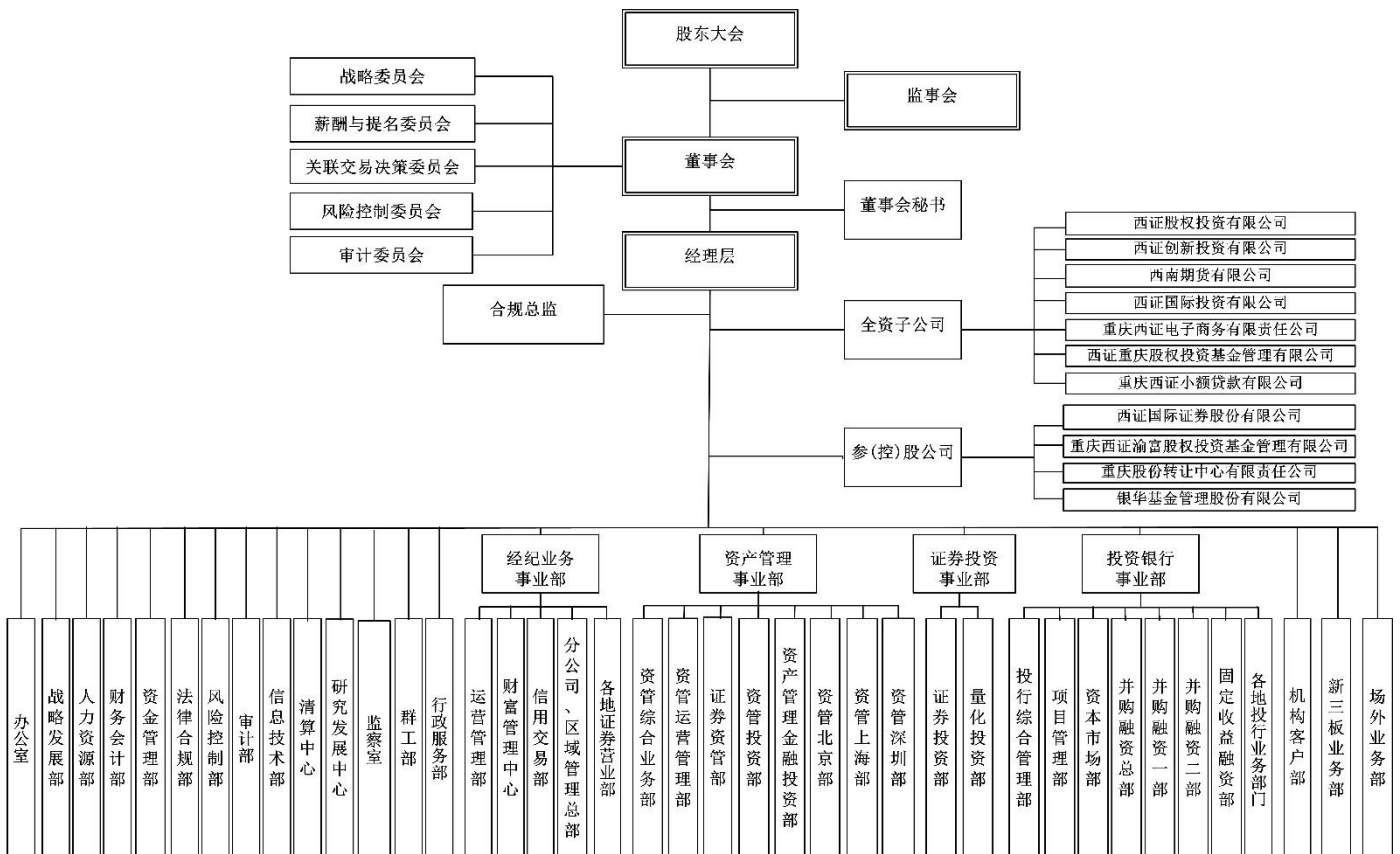 股东大会
监事会
战略委员会
薪酬与提名委员会
关联交易决策委员会
风险控制委员会
审计委员会
董事会
董事会秘书
经理层
合规总监
全资子公司
西证股权投资有限公司
西证创新投资有限公司
西南期货有限公司
西证国际投资有限公司
重庆西证电子商务有限责任公司
西证重庆股权投资基金管理有限公司
重庆西证小额贷款有限公司
参(控)股公司
西证国际证券股份有限公司
重庆西证渝富股权投资基金管理有限公司
重庆股份转让中心有限责任公司
银华基金管理股份有限公司
经纪业务
事业部
资产管理
事业部
证券投资
事业部
投资银行
事业部
办公室
战略发展部
人力资源部
财务会计部
资金管理部
法律合规部
风险控制部
审计部
信息技术部
清算中心
研究发展中心
监察室
群工部
行政服务部
运营管理部
财富管理中心
信用交易部
分公司、区域管理总部
各地证券营业部
资管综合业务部
资管运营管理部
证券资管部
资管投资部
资产管理金融投资部
资管北京部
资管上海部
资管深圳部
证券投资部
量化投资部
投行综合管理部
项目管理部
资本市场部
并购融资总部
并购融资一部
并购融资二部
固定收益融资部
各地投行业务部门
机构客户部
新三板业务部
场外业务部